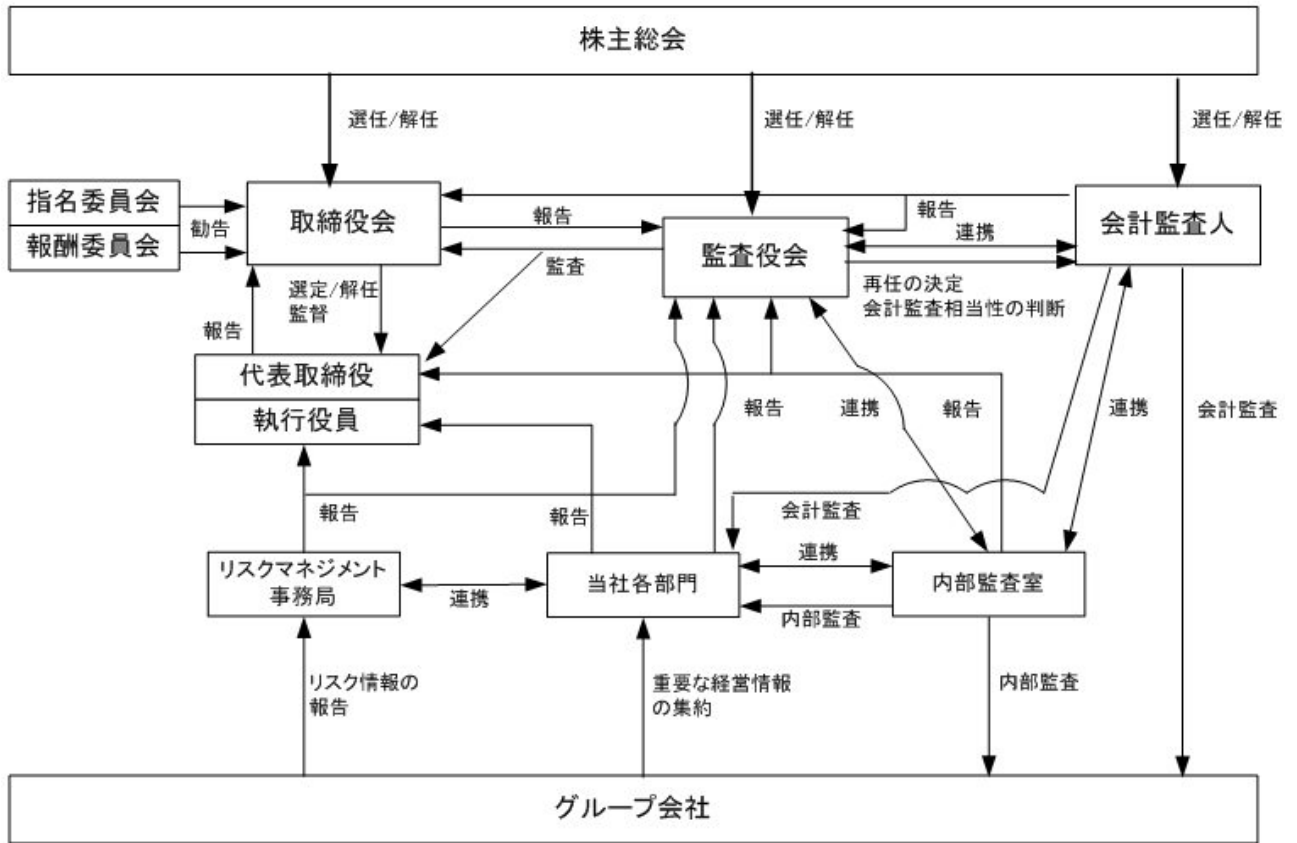 株主総会
選任/解任
選任/解任
選任/解任
指名委員会
報酬委員会
勧告
取締役会
報告
監査
監査役会
報告
連携
会計監査人
再任の決定
会計監査相当性の判断
選定/解任
監督
報告
代表取締役
執行役員
報告
連携
報告
連携
会計監査
報告
報告
会計監査
リスクマネジメント
事務局
連携
当社各部門
連携
内部監査
内部監査室
リスク情報の
報告
重要な経営情報
の集約
内部監査
グループ会社